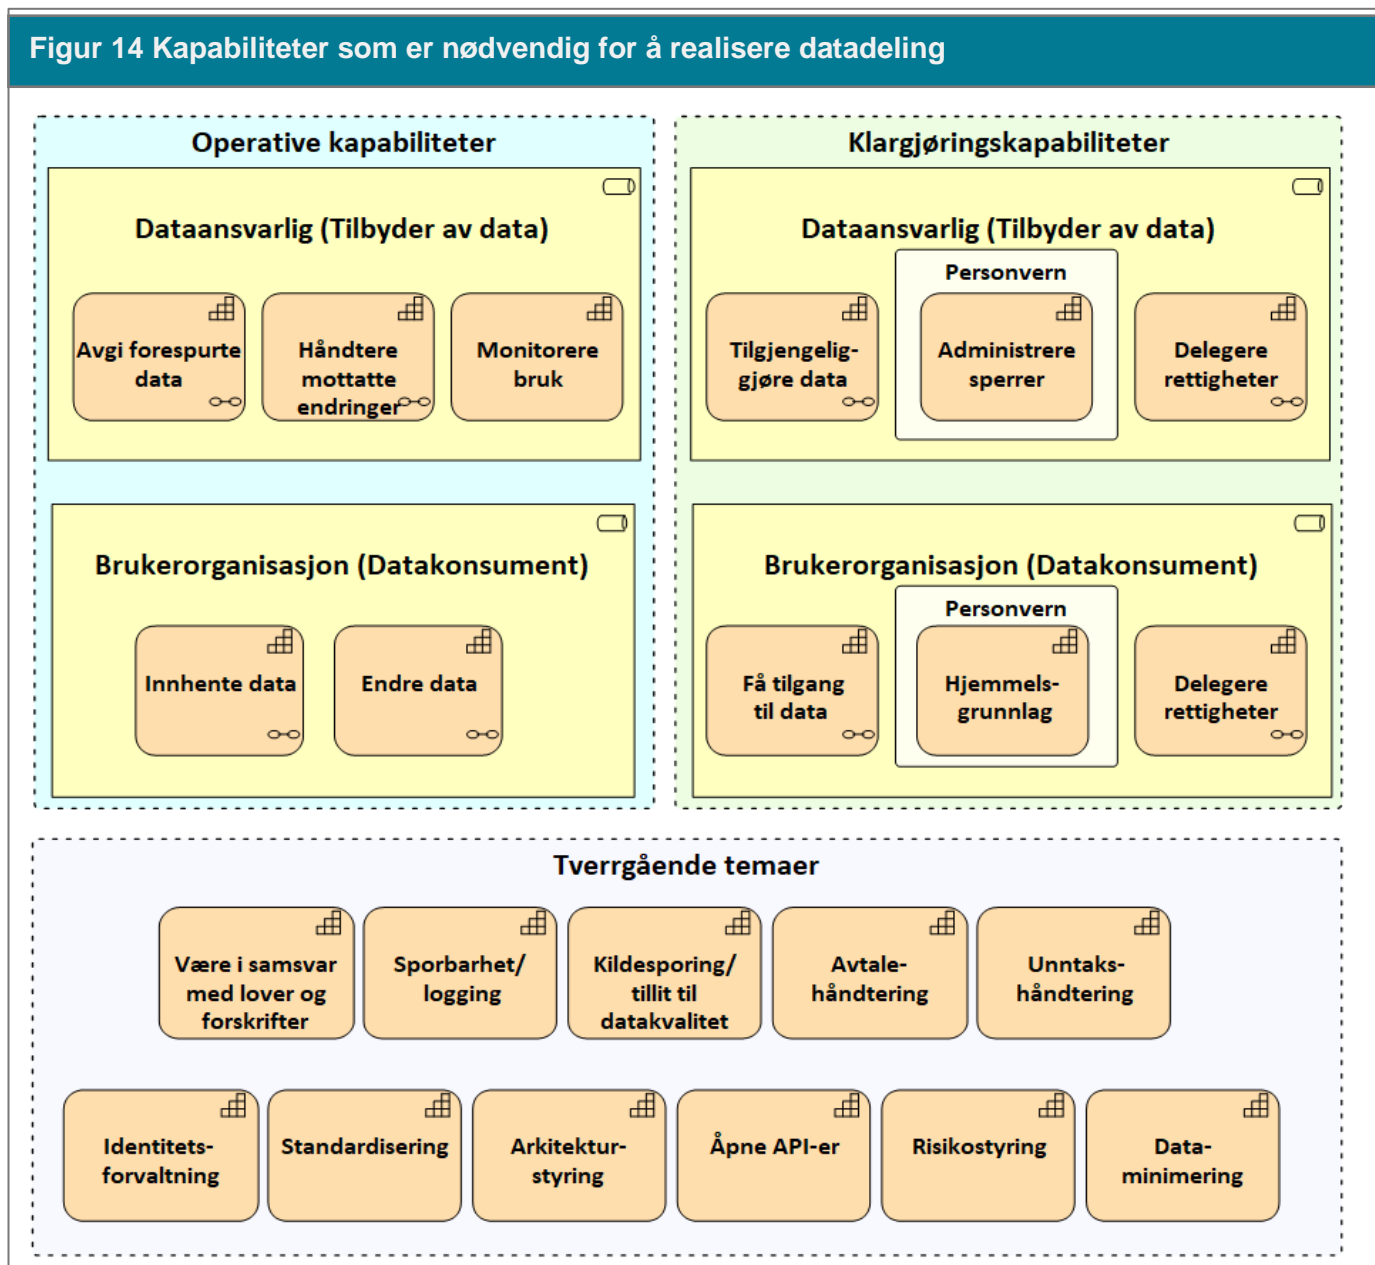 Figur 14 Kapabiliteter som er nødvendig for å realisere datadeling
Operative kapabiliteter
Dataansvarlig (Tilbyder av data)
Avgi forespurte
data
Håndtere
mottatte
endringer
Monitorere
bruk
Brukerorganisasjon (Datakonsument)
Innhente data
Endre data
Klargjøringskapabiliteter
Dataansvarlig (Tilbyder av data)
Tilgjengelig-
gjøre data
Personvern
Administrere
sperrer
Delegere
rettigheter
Brukerorganisasjon (Datakonsument)
Få tilgang
til data
Personvern
Hjemmels-
grunnlag
Delegere
rettigheter
Tverrgående temaer
Være i samsvar
med lover og
forskrifter
Sporbarhet/
logging
Kildesporing/
tillit til
datakvalitet
Avtale-
håndtering
Unntaks-
håndtering
Identitets-
forvaltning
Standardisering
Arkitektur-
styring
Åpne API-er
Risikostyring
Data-
minimering